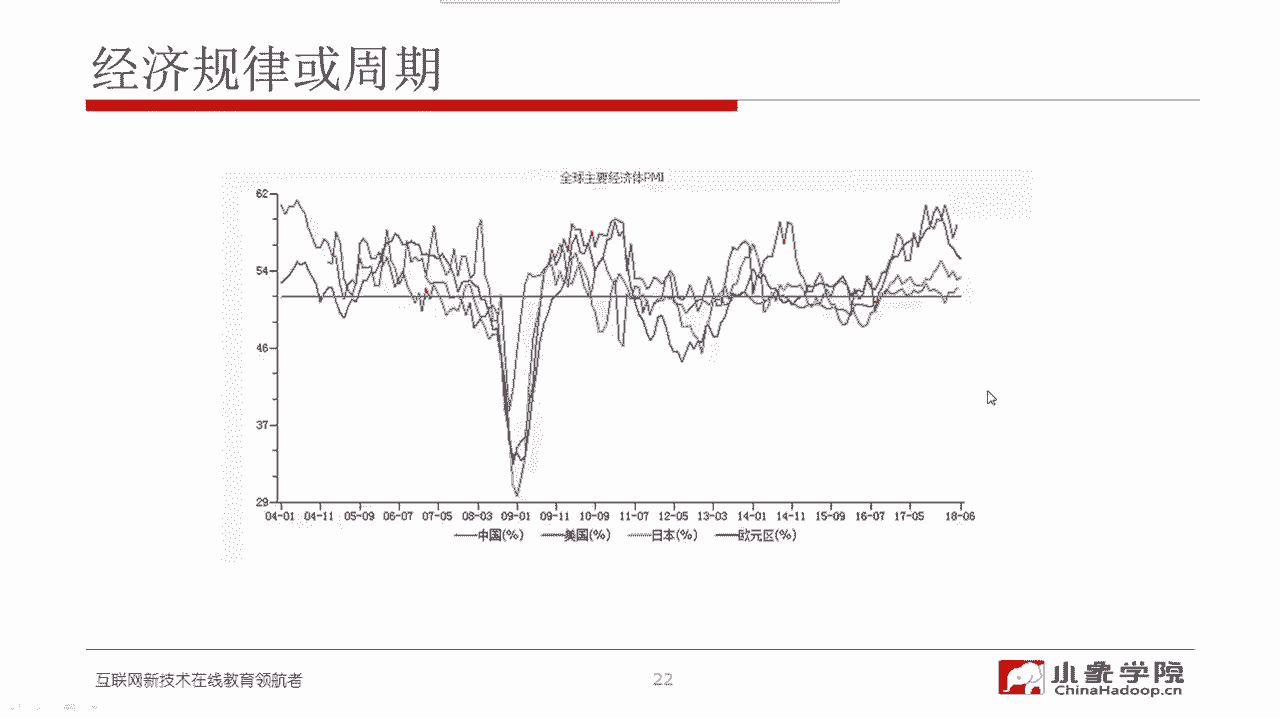 经济规律或周期
全球主要经济体PMI
62
54
46
37
29
04-01 04-11 05-09 06-07 07-05 08-03 09-01 09-11 10-09 11-07 12-05 13-03 14-01 14-11 15-09 16-07 17-05 18-06
中国(%) 美国(%) 日本(%) 欧元区(%)
互联网新技术在线教育领航者
22
小象学院
ChinaHadoop.cn